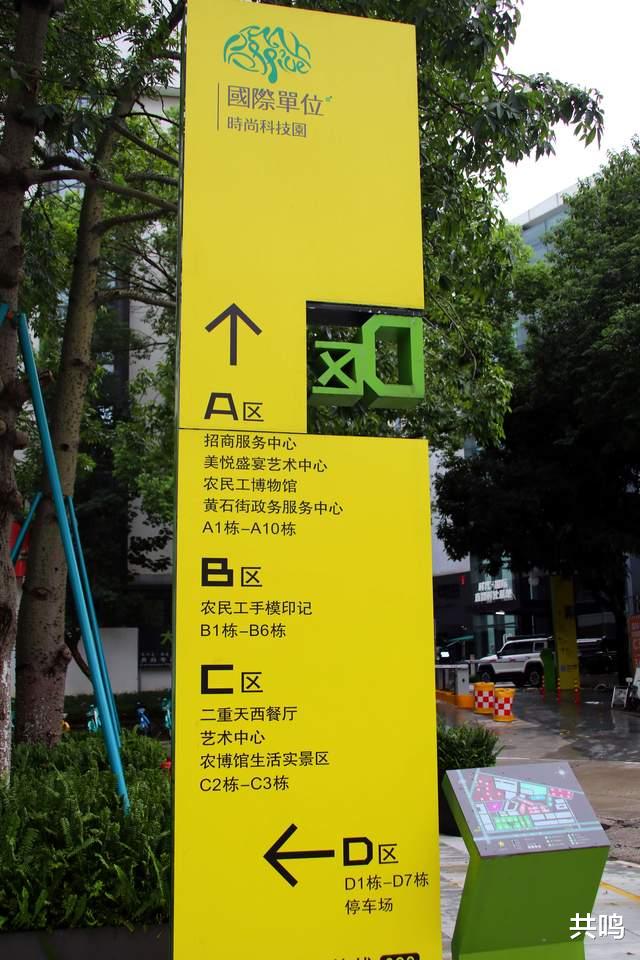 國際單位
時尚科技園
A区
招商服务中心
美悦盛宴艺术中心
农民工博物馆
黄石街政务服务中心
A1栋-A10栋
B区
农民工手模印记
B1栋-B6栋
C区
二重天西餐厅
艺术中心
农博馆生活实景区
C2栋-C3栋
D区
D1栋-D7栋
停车场
共鸣